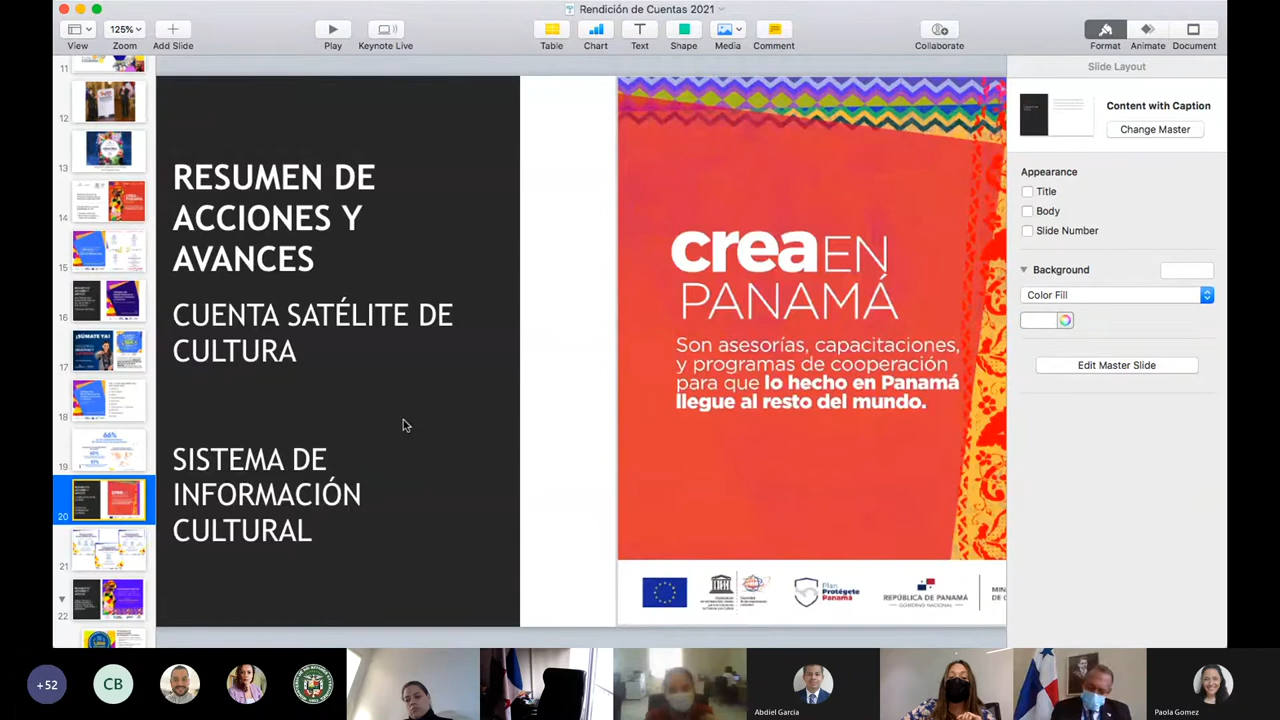 Rendición de Cuentas 2021
125%
View
Zoom
Add Slide
Play
Keynote Live
Table
Chart
Text
Shape
Media
Comment
Collaborate
Format
Animate
Document
11
12
13
14
15
16
17
18
19
66%
20
21
22
RESUMEN DE
ACCIONES Y
AVANCES
CUENTA SATÉLITE DE
CULTURA
SISTEMA DE
INFORMACIÓN
CULTURAL
creaEN
PANAMÁ
Son asesorías, capacitaciones,
y programas de cooperación
para que lo hecho en Panamá
llegue al resto del mundo.
unesco
Plan
Protégete
Panamá
REPÚBLICA DE PANAMÁ
GOBIERNO NACIONAL
Slide Layout
Content with Caption
Change Master
Appearance
Title
Body
Slide Number
Background
Color Fill
Edit Master Slide
+52
CB
Abdiel Garcia
Paola Gomez